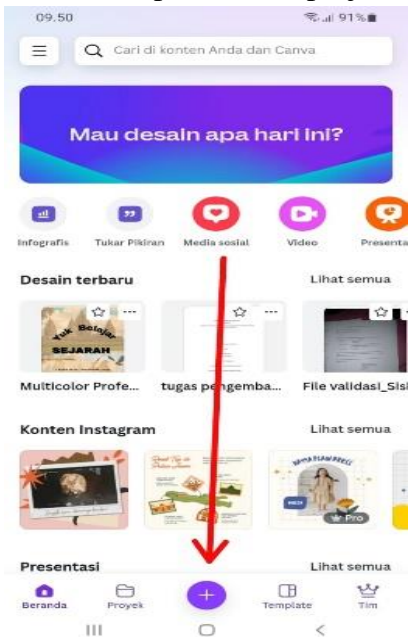 09.50
91%
Cari di konten Anda dan Canva
Mau desain apa hari ini?
Infografis
Tukar Pikiran
Media sosial
Video
Presenta
Desain terbaru
Lihat semua
Yuk Belajar
SEJARAH
Multicolor Profe...
tugas pengemba...
File validasi_Sisi
Konten Instagram
Lihat semua
Pro
Presentasi
Lihat semua
Beranda
Proyek
Template
Tim